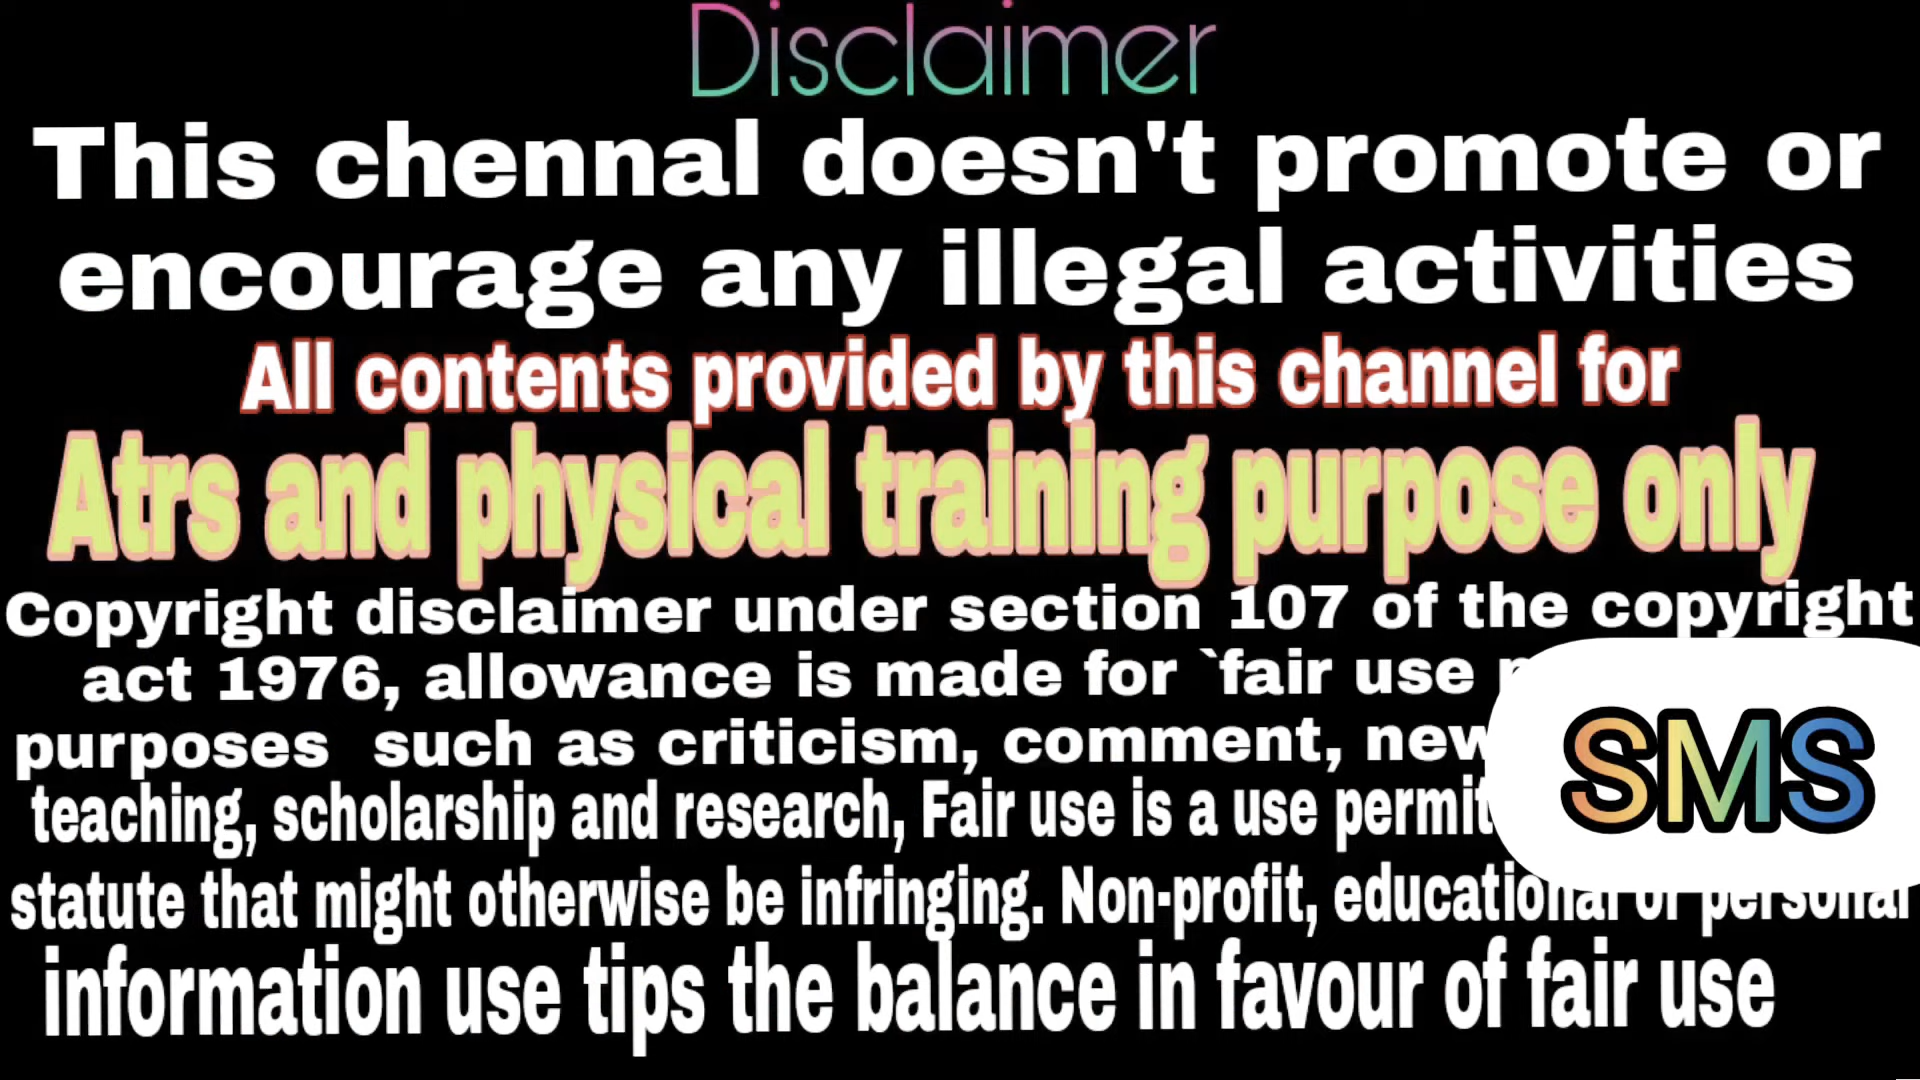 Disclaimer
This chennal doesn't promote or
encourage any illegal activities
All contents provided by this channel for
Atrs and physical training purpose only
Copyright disclaimer under section 107 of the copyright
act 1976, allowance is made for `fair use
purposes such as criticism, comment,
teaching, scholarship and research, Fair use is a use
SMS
statute that might otherwise be infringing. Non-profit, educational or personal
information use tips the balance in favour of fair use